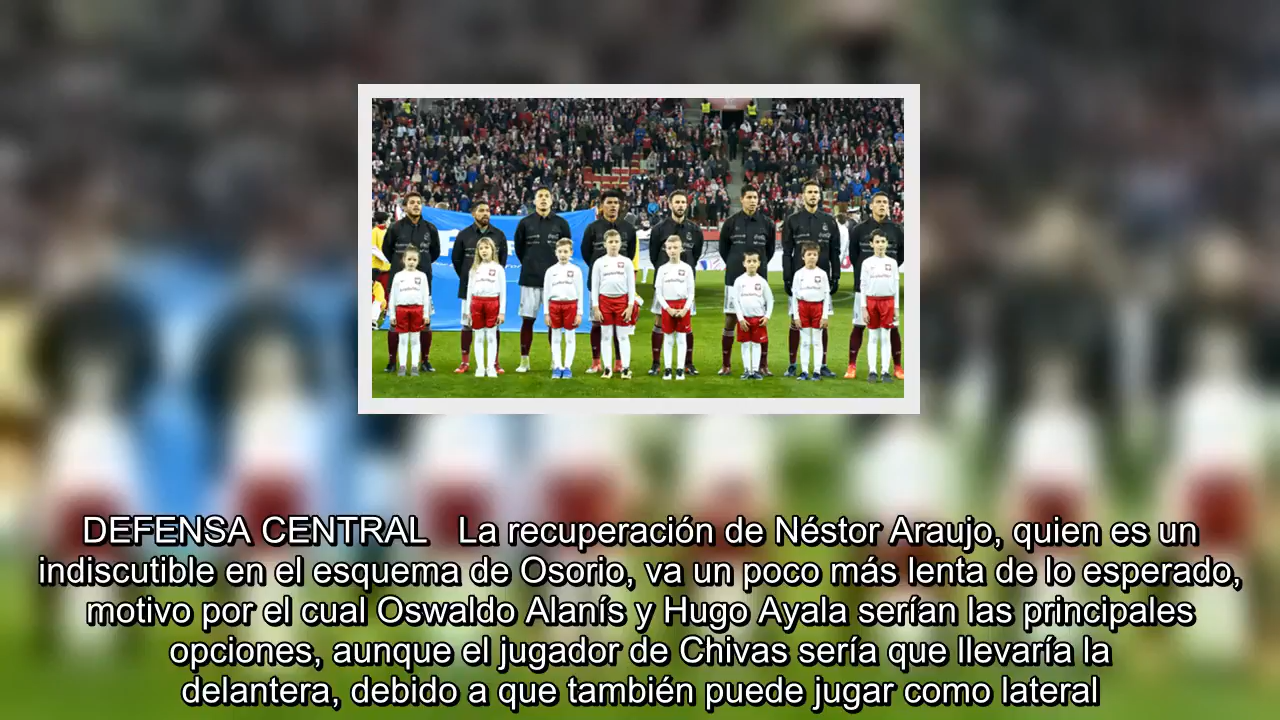 DEFENSA CENTRAL   La recuperación de Néstor Araujo, quien es un
indiscutible en el esquema de Osorio, va un poco más lenta de lo esperado,
motivo por el cual Oswaldo Alanís y Hugo Ayala serían las principales
opciones, aunque el jugador de Chivas sería que llevaría la
delantera, debido a que también puede jugar como lateral